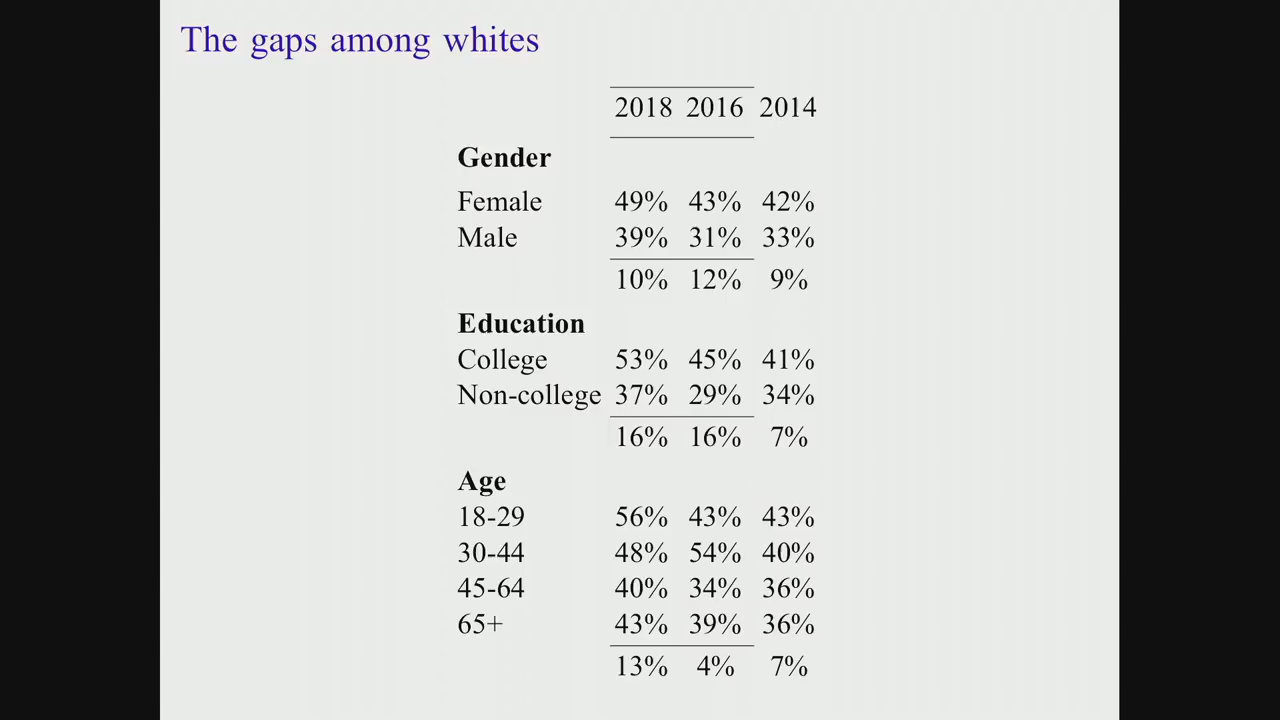 The gaps among whites
2018 2016 2014
Gender
Female 49% 43% 42%
Male 39% 31% 33%
10% 12% 9%
Education
College 53% 45% 41%
Non-college 37% 29% 34%
16% 16% 7%
Age
18-29 56% 43% 43%
30-44 48% 54% 40%
45-64 40% 34% 36%
65+ 43% 39% 36%
13% 4% 7%